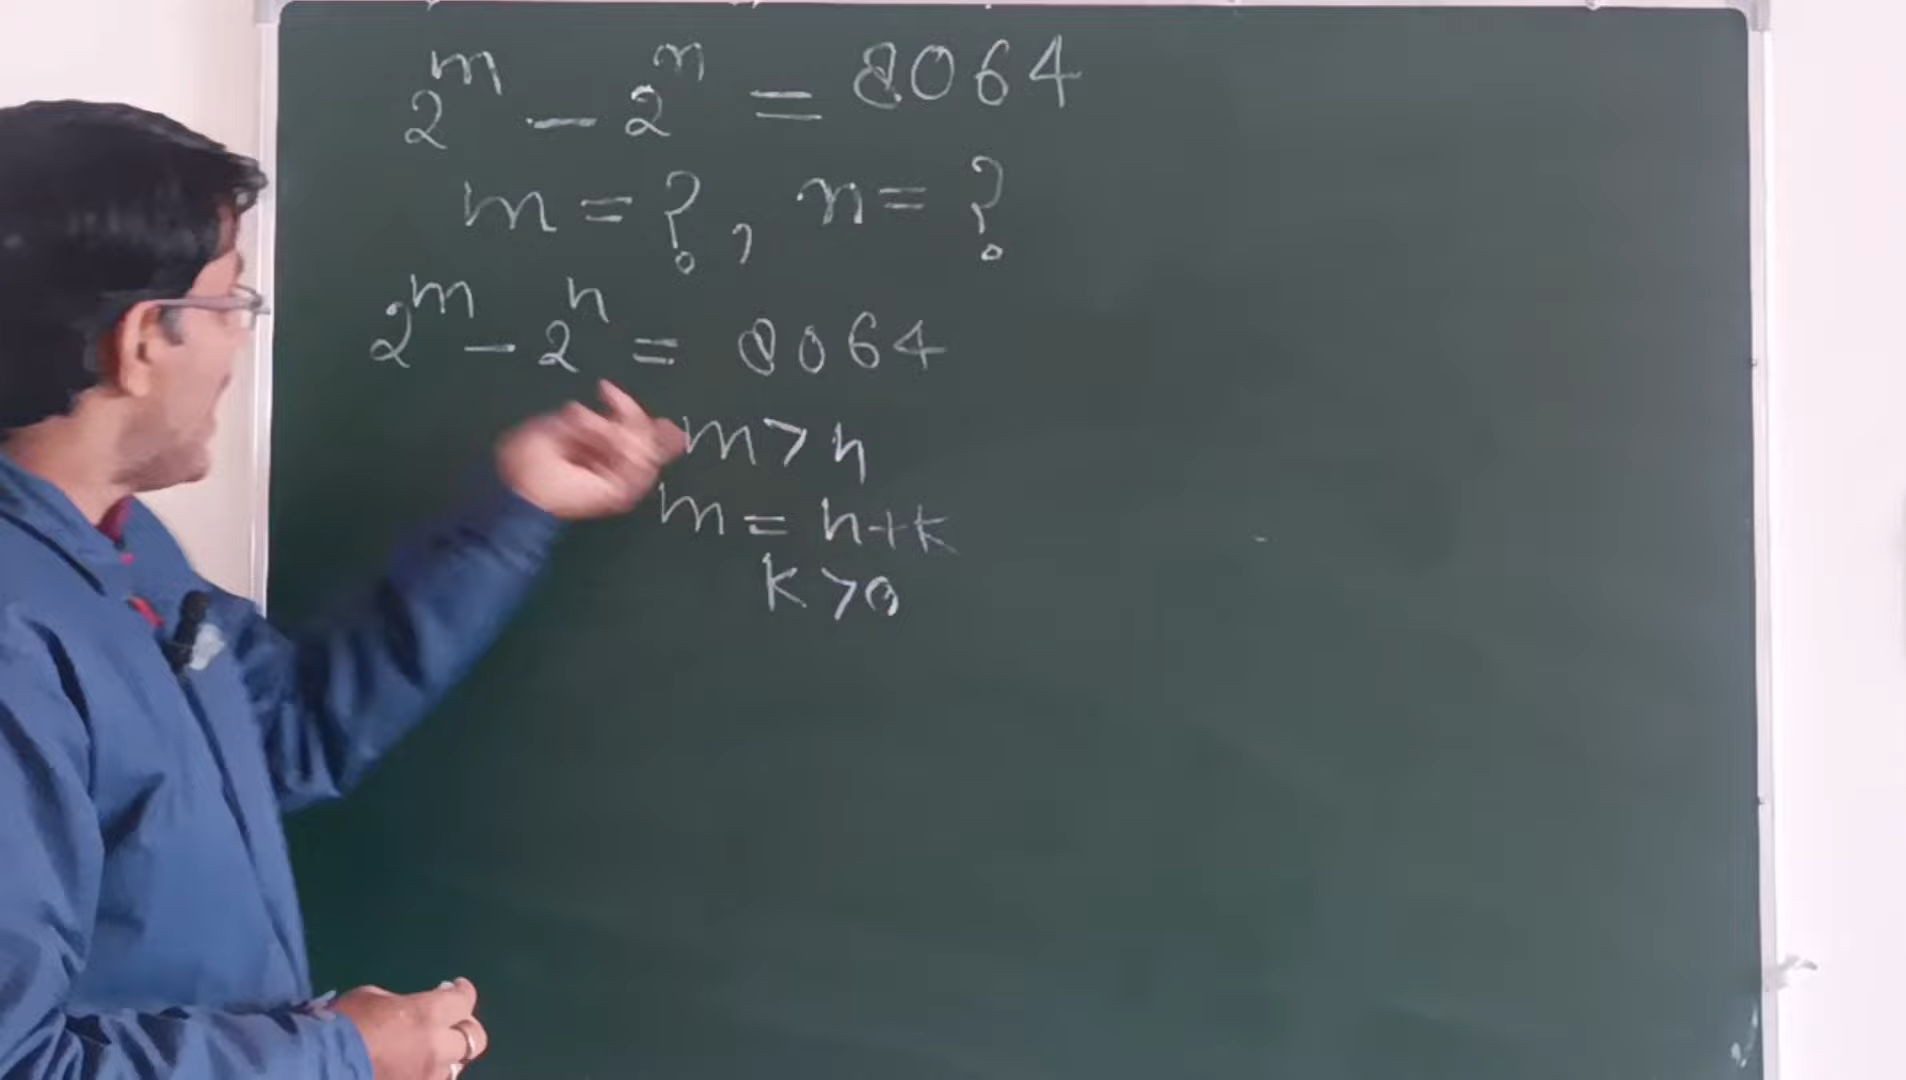 2^m - 2^n = 8064
m = ?, n = ?
2^m - 2^n = 8064
m > n
m = n+k
k > 0